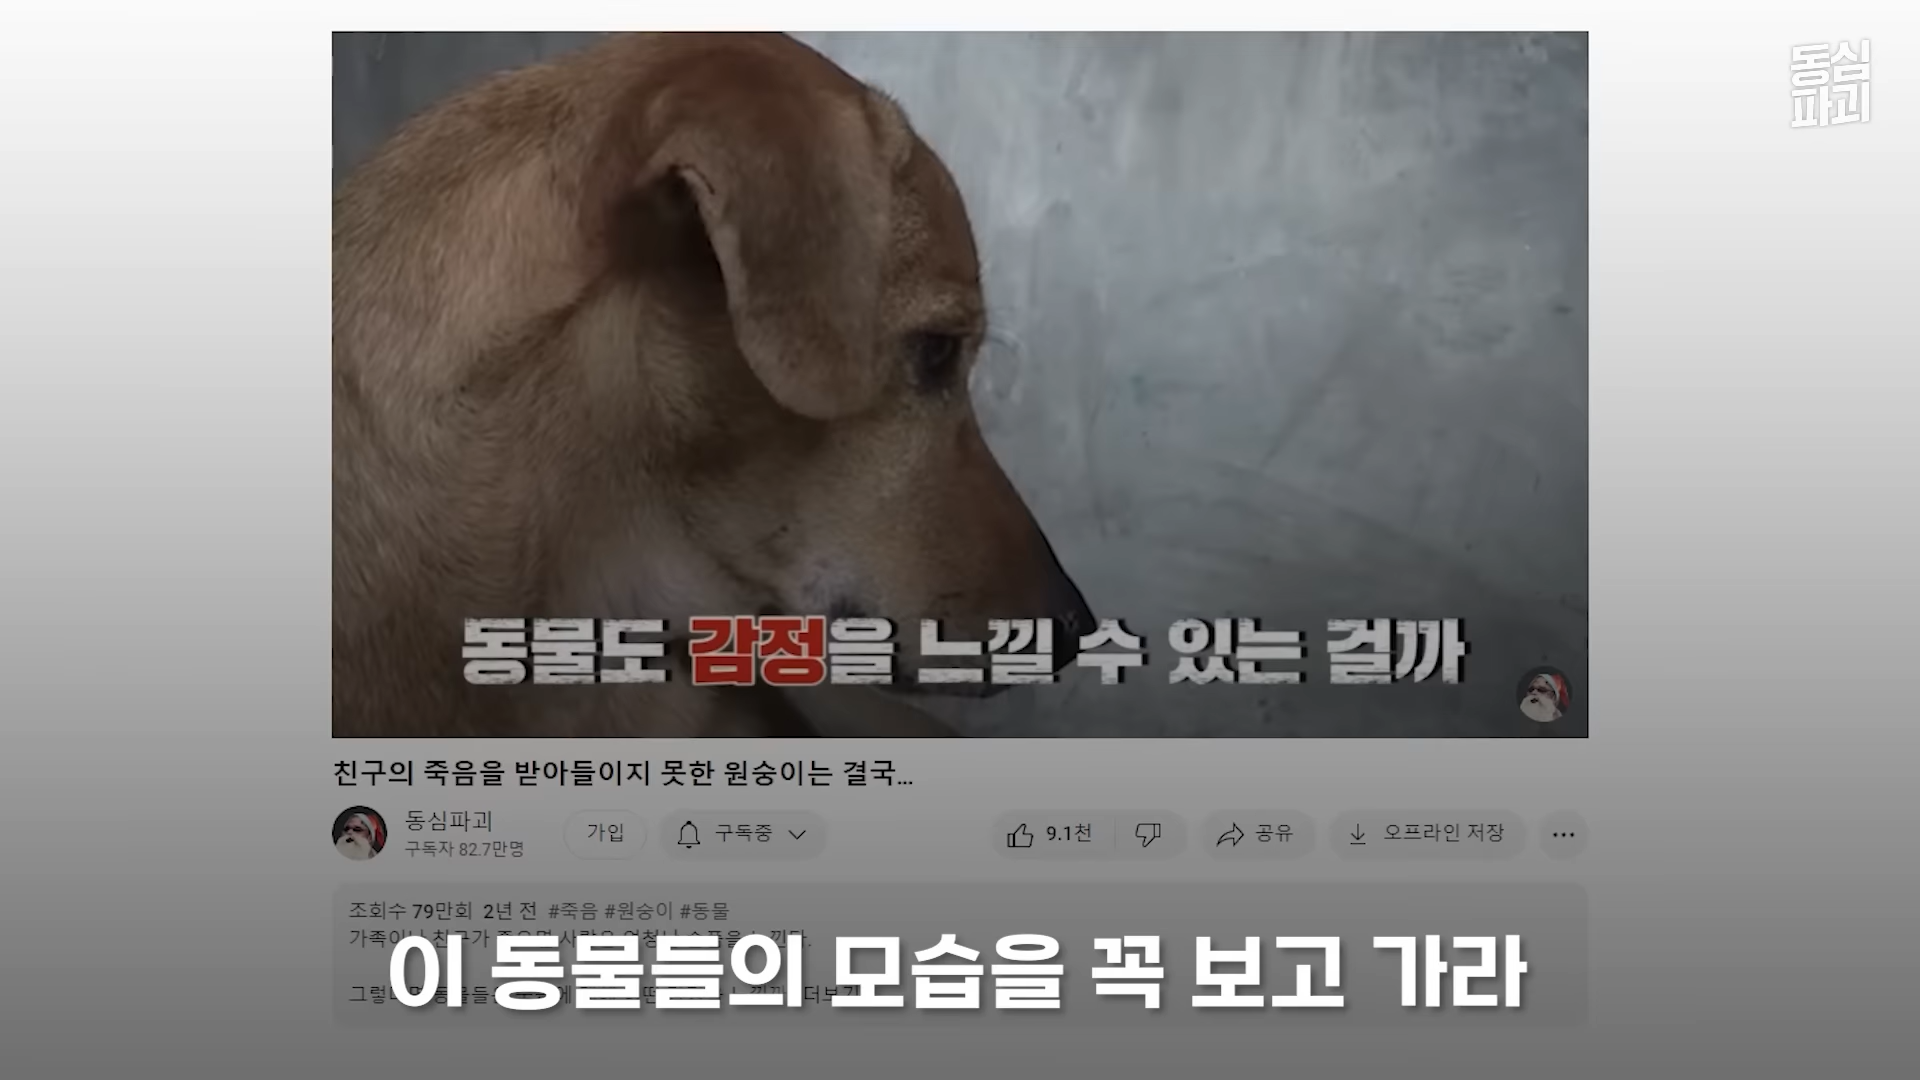 동심
파괴
동물도 감정을 느낄 수 있는 걸까
친구의 죽음을 받아들이지 못한 원숭이는 결국...
동심파괴
구독자 82.7만명
가입
구독중
9.1천
공유
오프라인 저장
조회수 79만회 2년 전 #죽음 #원숭이 #동물
이 동물들의 모습을 꼭 보고 가라